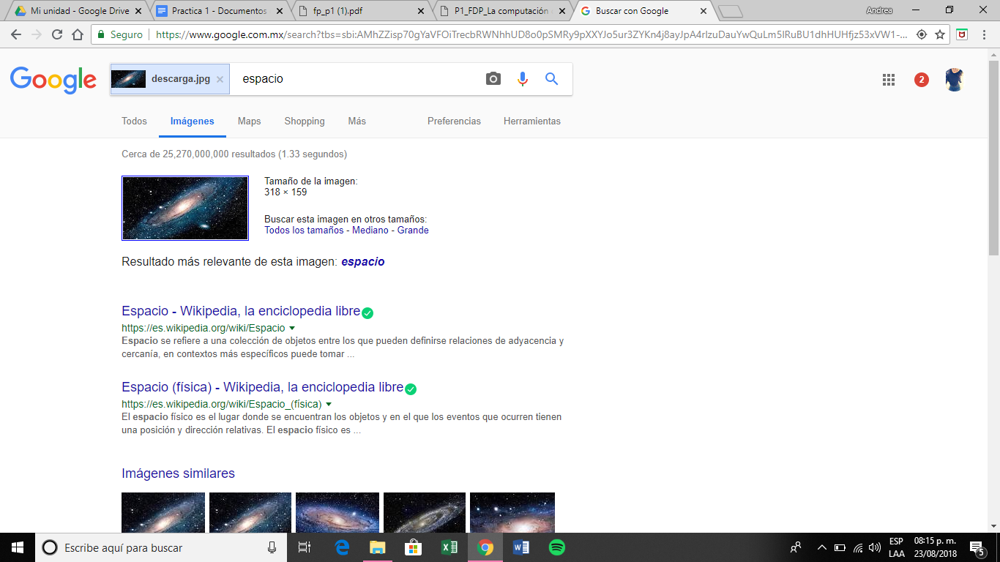 Mi unidad - Google Drive
Practica 1 - Documentos
fp_p1 (1).pdf
P1_FDP_La computación
Buscar con Google
Andrea
Seguro
https://www.google.com.mx/search?tbs=sbi:AMhZZisp70gYaVFOiTrecbRWNhhUD8o0pSMRy9pXXYJo5ur3ZYKn4j8ayJpA4rlzuDauYwQuLm5lRuBU1dhHUHfjz53xVW1-...
Google
descarga.jpg
espacio
2
Todos
Imágenes
Maps
Shopping
Más
Preferencias
Herramientas
Cerca de 25,270,000,000 resultados (1.33 segundos)
Tamaño de la imagen:
318 × 159
Buscar esta imagen en otros tamaños:
Todos los tamaños - Mediano - Grande
Resultado más relevante de esta imagen: espacio
Espacio - Wikipedia, la enciclopedia libre
https://es.wikipedia.org/wiki/Espacio
Espacio se refiere a una colección de objetos entre los que pueden definirse relaciones de adyacencia y
cercanía, en contextos más específicos puede tomar ...
Espacio (física) - Wikipedia, la enciclopedia libre
https://es.wikipedia.org/wiki/Espacio_(física)
El espacio físico es el lugar donde se encuentran los objetos y en el que los eventos que ocurren tienen
una posición y dirección relativas. El espacio físico es ...
Imágenes similares
Escribe aquí para buscar
ESP
LAA
08:15 p. m.
23/08/2018
5